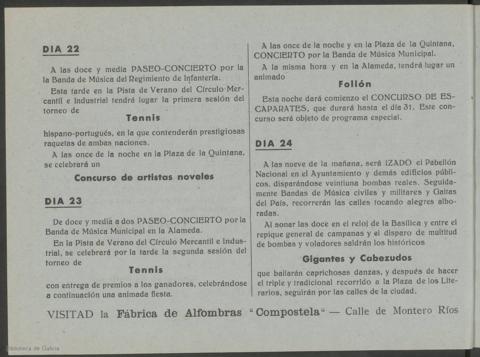 DIA 22
A las doce y media PASEO-CONCIERTO por la
la Banda de Música del Regimiento de Infantería.
Esta tarde en la Pista de Verano del Círculo Mer-
cantil e Industrial tendrá lugar la primera sesión del
torneo de
Tennis
hispano-portugués, en la que contenderán prestigiosas
raquetas de ambas naciones.
A las once de la noche en la Plaza de la Quintana,
se celebrará un
Concurso de artistas noveles
DIA 23
De doce y media a dos PASEO-CONCIERTO por la
Banda de Música Municipal en la Alameda.
En la Pista de Verano del Círculo Mercantil e Indus-
trial, se celebrará por la tarde la segunda sesión del
torneo de
Tennis
con entrega de premios a los ganadores, celebrándose
a continuación una animada fiesta.
A las once de la noche y en la Plaza de la Quintana,
CONCIERTO por la Banda de Música Municipal.
A la misma hora y en la Alameda, tendrá lugar un
animado
Follón
Esta noche dará comienzo el CONCURSO DE ES-
CAPARATES, que durará hasta el día 31. Este con-
curso será objeto de programa especial.
DIA 24
A las nueve de la mañana, será IZADO el Pabellón
Nacional en el Ayuntamiento y demás edificios públi-
cos, disparándose veintiuna bombas reales. Seguida-
mente Bandas de Música civiles y militares y Gaitas
del País, recorrerán las calles tocando alegres albo-
radas.
Al sonar las doce en el reloj de la Basílica y entre el
repique general de campanas y el disparo de multitud
de bombas y voladores saldrán los históricos
Gigantes y Cabezudos
que bailarán caprichosas danzas, y después de hacer
el triple y tradicional recorrido a la Plaza de los Lite-
rarios, seguirán por las calles de la ciudad.
VISITAD la Fábrica de Alfombras "Compostela" — Calle de Montero Ríos
Biblioteca de Galicia